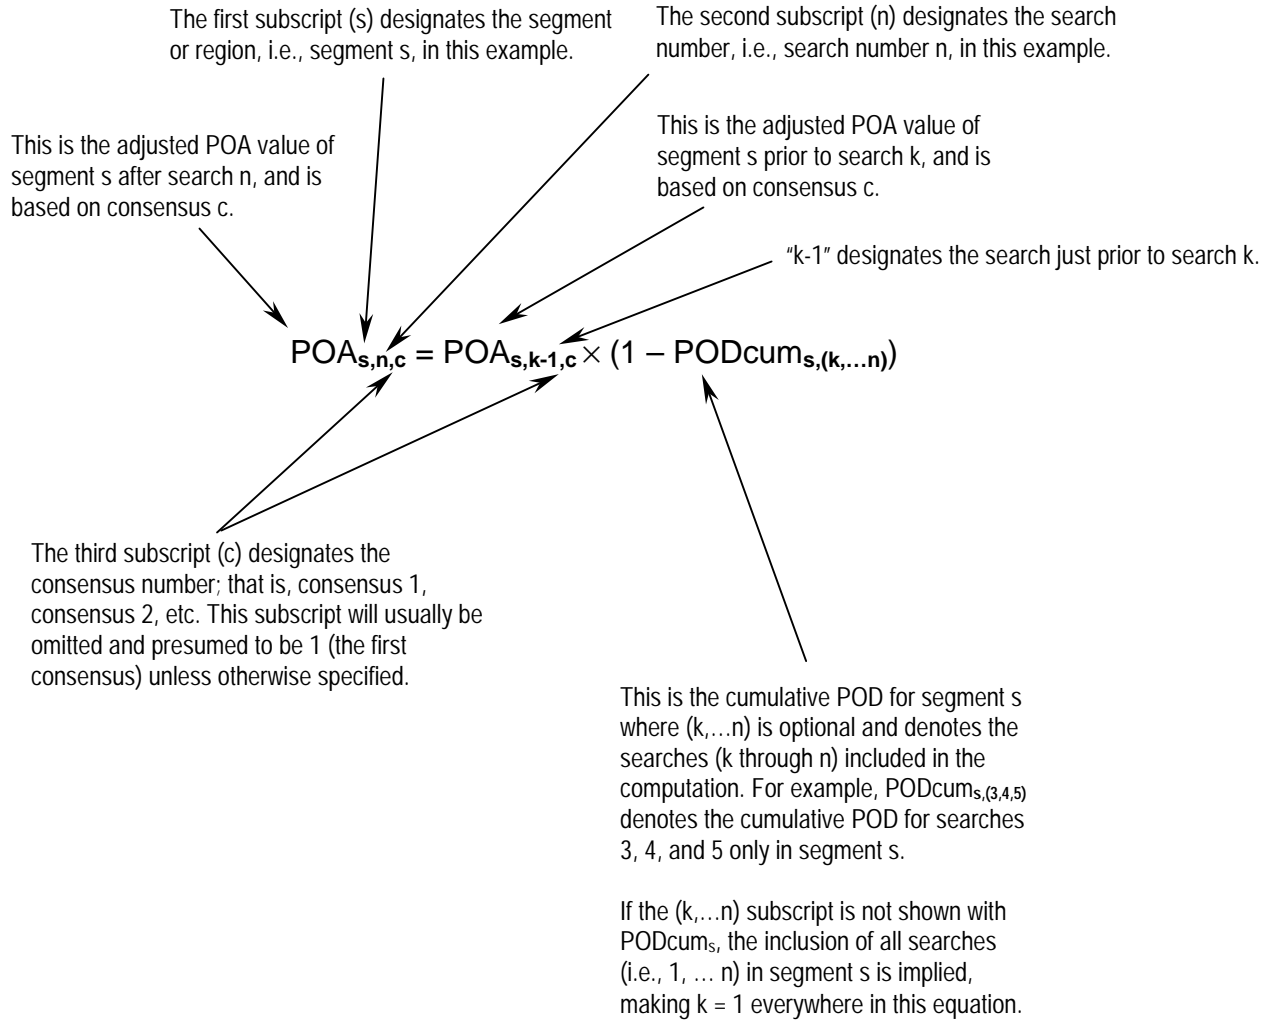 The first subscript (s) designates the segment
or region, i.e., segment s, in this example.
The second subscript (n) designates the search
number, i.e., search number n, in this example.
This is the adjusted POA value of
segment s after search n, and is
based on consensus c.
This is the adjusted POA value of
segment s prior to search k, and is
based on consensus c.
“k-1” designates the search just prior to search k.
POAs,n,c = POAs,k-1,c × (1 – PODcums,(k,…n))
The third subscript (c) designates the
consensus number; that is, consensus 1,
consensus 2, etc. This subscript will usually be
omitted and presumed to be 1 (the first
consensus) unless otherwise specified.
This is the cumulative POD for segment s
where (k,…n) is optional and denotes the
searches (k through n) included in the
computation. For example, PODcums,(3,4,5)
denotes the cumulative POD for searches
3, 4, and 5 only in segment s.
If the (k,…n) subscript is not shown with
PODcums, the inclusion of all searches
(i.e., 1, … n) in segment s is implied,
making k = 1 everywhere in this equation.